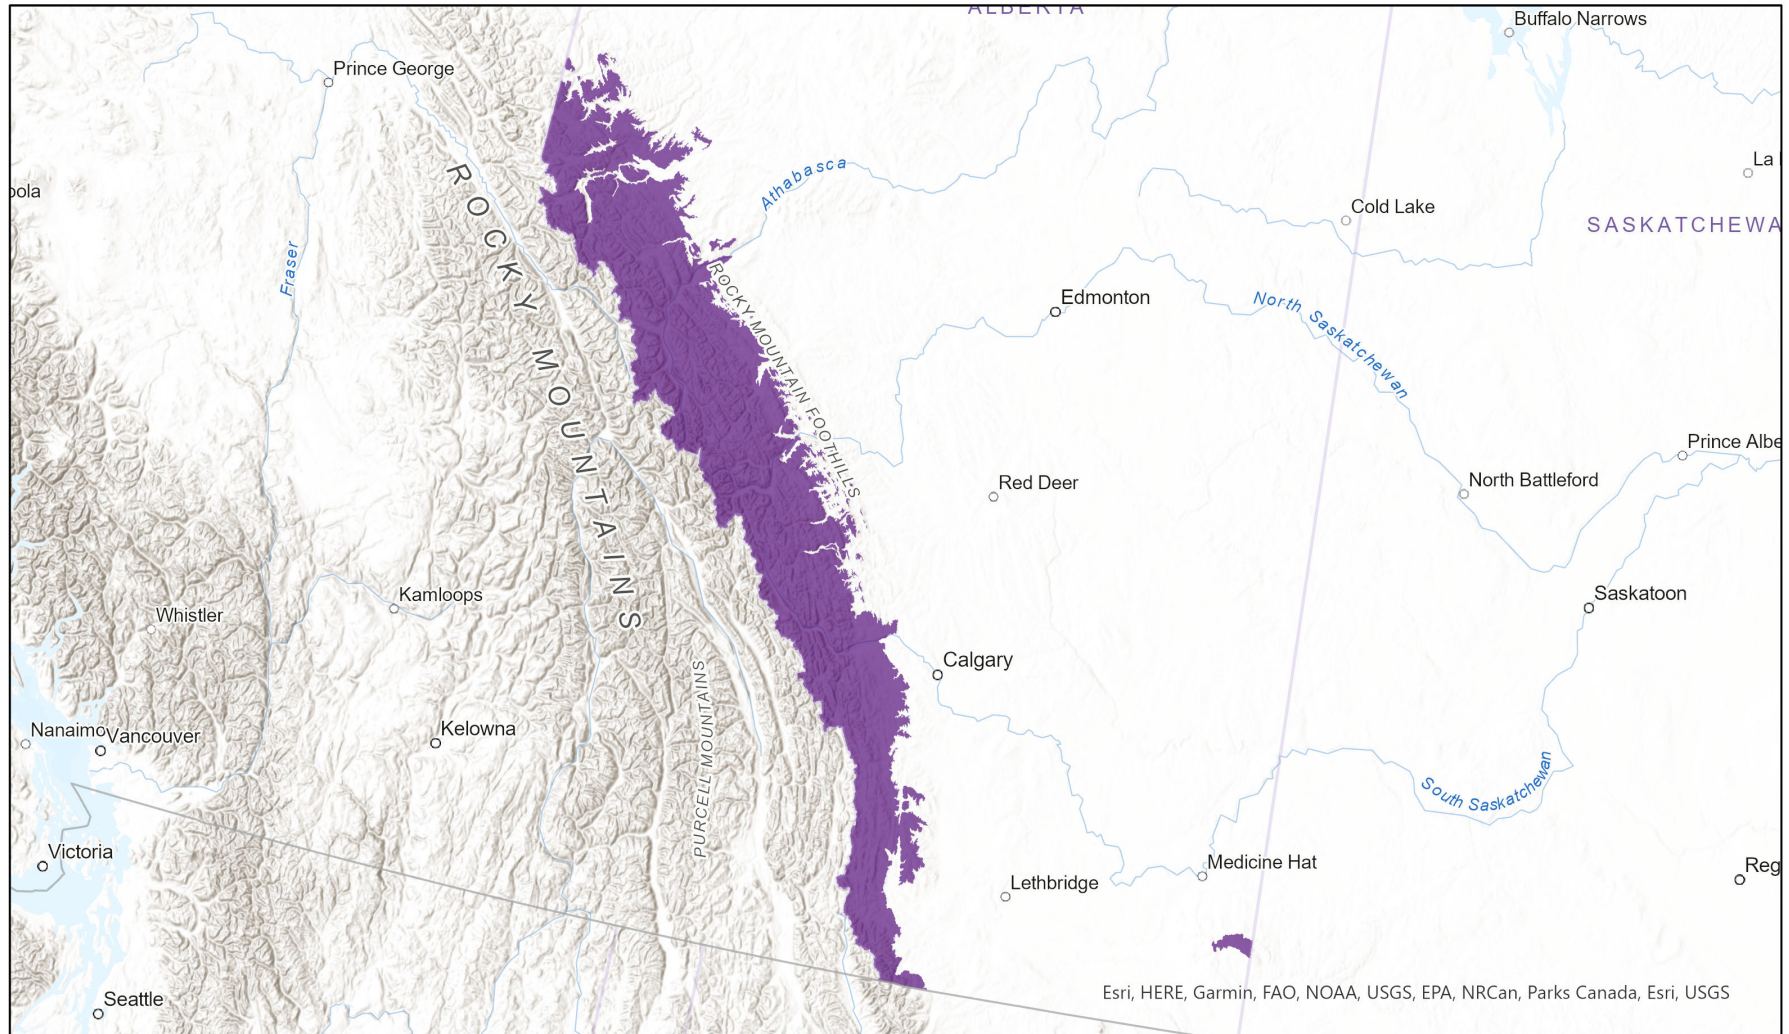 ALBERTA
Buffalo Narrows
Prince George
ROCKY MOUNTAINS
Athabasca
La
Cold Lake
SASKATCHEWA
Fraser
ROCKY MOUNTAIN FOOTHILLS
Edmonton
North Saskatchewan
Prince Albe
Red Deer
North Battleford
Kamloops
Saskatoon
Whistler
Calgary
PURCELL MOUNTAINS
Nanaimo
Vancouver
Kelowna
South Saskatchewan
Victoria
Medicine Hat
Reg
Lethbridge
Seattle
Esri, HERE, Garmin, FAO, NOAA, USGS, EPA, NRCan, Parks Canada, Esri, USGS